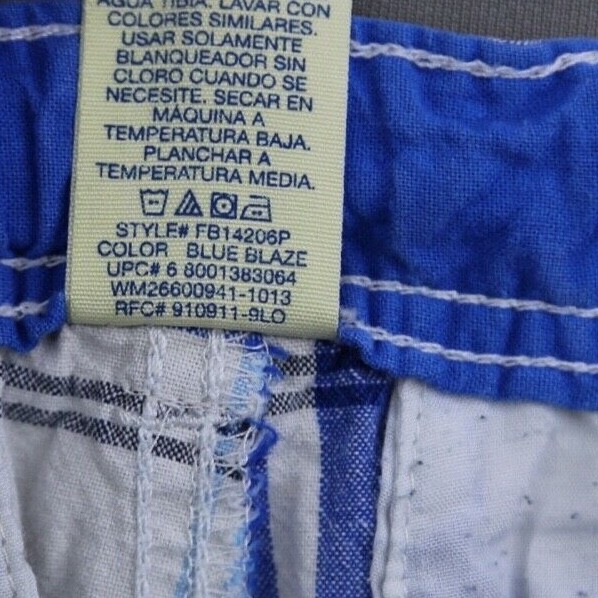 AGUA TIBIA. LAVAR CON
COLORES SIMILARES.
USAR SOLAMENTE
BLANQUEADOR SIN
CLORO CUANDO SE
NECESITE. SECAR EN
MÁQUINA A
TEMPERATURA BAJA.
PLANCHAR A
TEMPERATURA MEDIA.
STYLE# FB14206P
COLOR BLUE BLAZE
UPC# 6 8001383064
WM26600941-1013
RFC# 910911-9LO